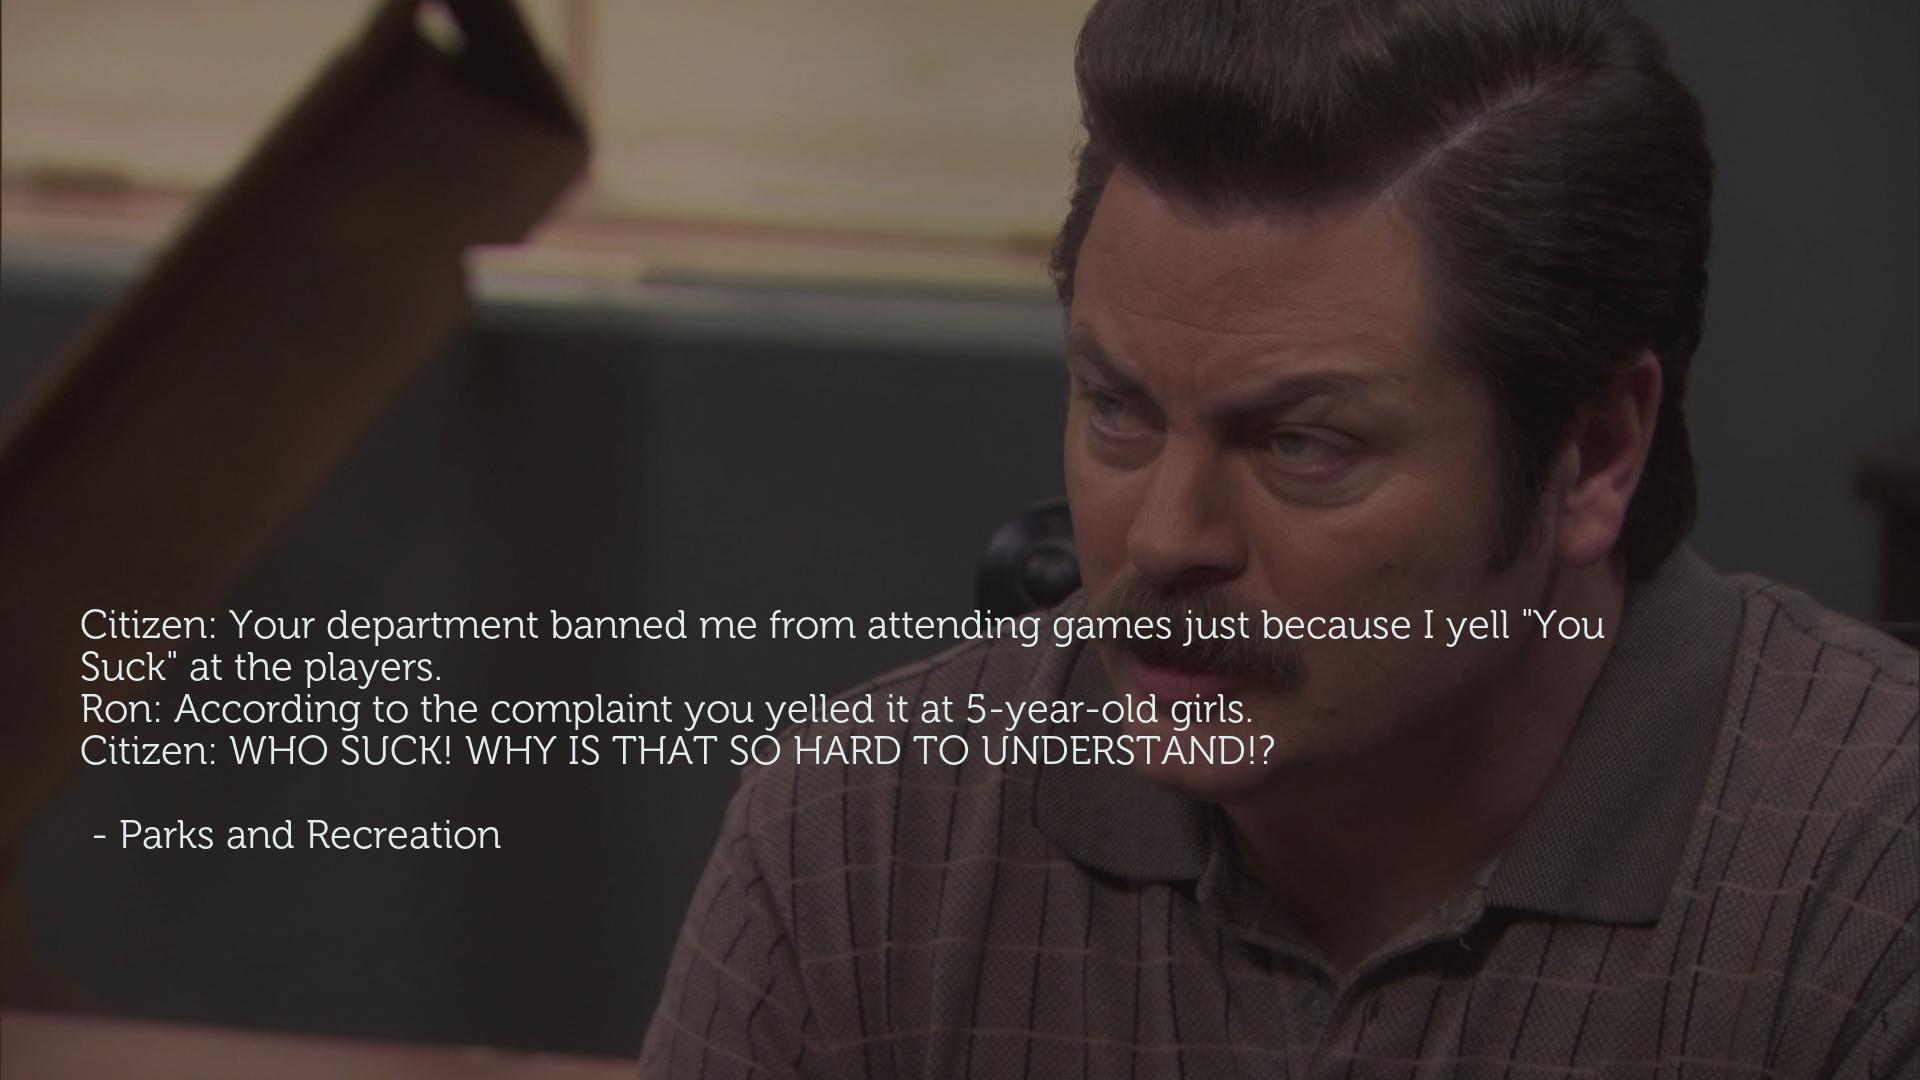 Citizen: Your department banned me from attending games just because I yell "You
Suck" at the players.
Ron: According to the complaint you yelled it at 5-year-old girls.
Citizen: WHO SUCK! WHY IS THAT SO HARD TO UNDERSTAND!?
- Parks and Recreation